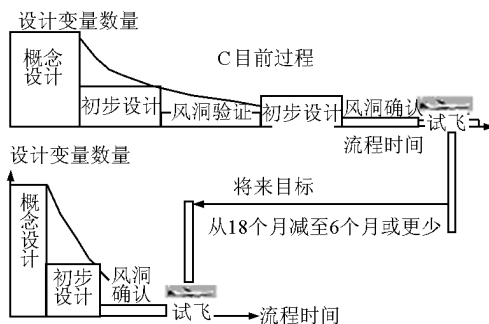 设计变量数量
概念
设计
C目前过程
初步设计
风洞验证
初步设计
风洞确认
试飞
流程时间
设计变量数量
将来目标
从18个月减至6个月或更少
概念设计
初步
设计
风洞
确认
试飞
流程时间